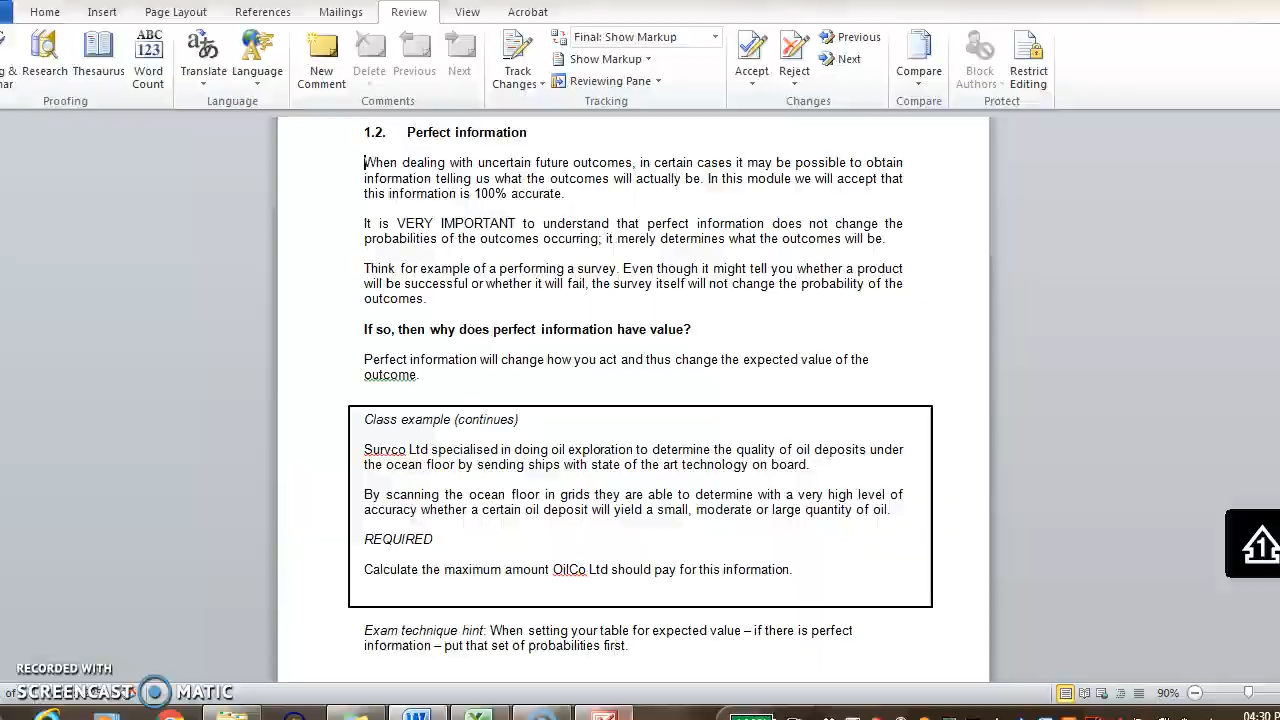 Home Insert Page Layout References Mailings Review View Acrobat
Final: Show Markup
Show Markup
Reviewing Pane
Previous
Next
& Research Thesaurus Word Count
Translate Language
New Comment Delete Previous Next
Track Changes
Accept Reject
Compare
Block Authors Restrict Editing
Proofing Language Comments Tracking Changes Compare Protect
1.2. Perfect information
When dealing with uncertain future outcomes, in certain cases it may be possible to obtain
information telling us what the outcomes will actually be. In this module we will accept that
this information is 100% accurate.
It is VERY IMPORTANT to understand that perfect information does not change the
probabilities of the outcomes occurring; it merely determines what the outcomes will be.
Think for example of a performing a survey. Even though it might tell you whether a product
will be successful or whether it will fail, the survey itself will not change the probability of the
outcomes.
If so, then why does perfect information have value?
Perfect information will change how you act and thus change the expected value of the
outcome.
Class example (continues)
Survco Ltd specialised in doing oil exploration to determine the quality of oil deposits under
the ocean floor by sending ships with state of the art technology on board.
By scanning the ocean floor in grids they are able to determine with a very high level of
accuracy whether a certain oil deposit will yield a small, moderate or large quantity of oil.
REQUIRED
Calculate the maximum amount OilCo Ltd should pay for this information.
Exam technique hint: When setting your table for expected value – if there is perfect
information – put that set of probabilities first.
1
RECORDED WITH
SCREENCAST MATIC
90%